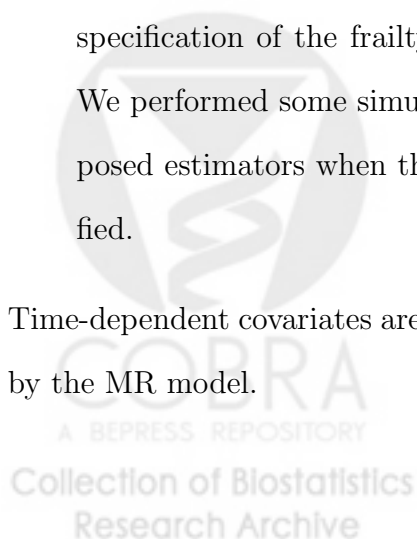 specification of the frailty
We performed some simu
posed estimators when th
fied.
Time-dependent covariates are
by the MR model.
COBRA
A BEPRESS REPOSITORY
Collection of Biostatistics
Research Archive